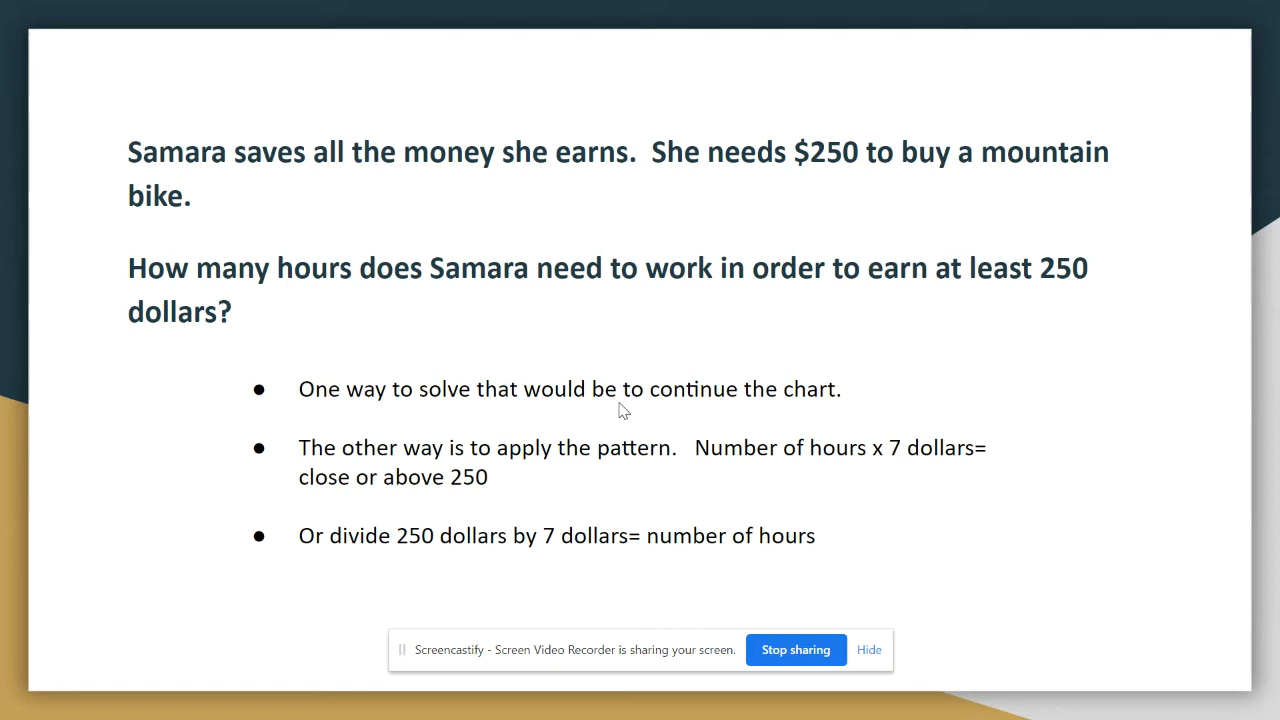 Samara saves all the money she earns.  She needs $250 to buy a mountain
bike.
How many hours does Samara need to work in order to earn at least 250
dollars?
● One way to solve that would be to continue the chart.
● The other way is to apply the pattern.   Number of hours x 7 dollars=
close or above 250
● Or divide 250 dollars by 7 dollars= number of hours
Screencastify - Screen Video Recorder is sharing your screen. Stop sharing Hide